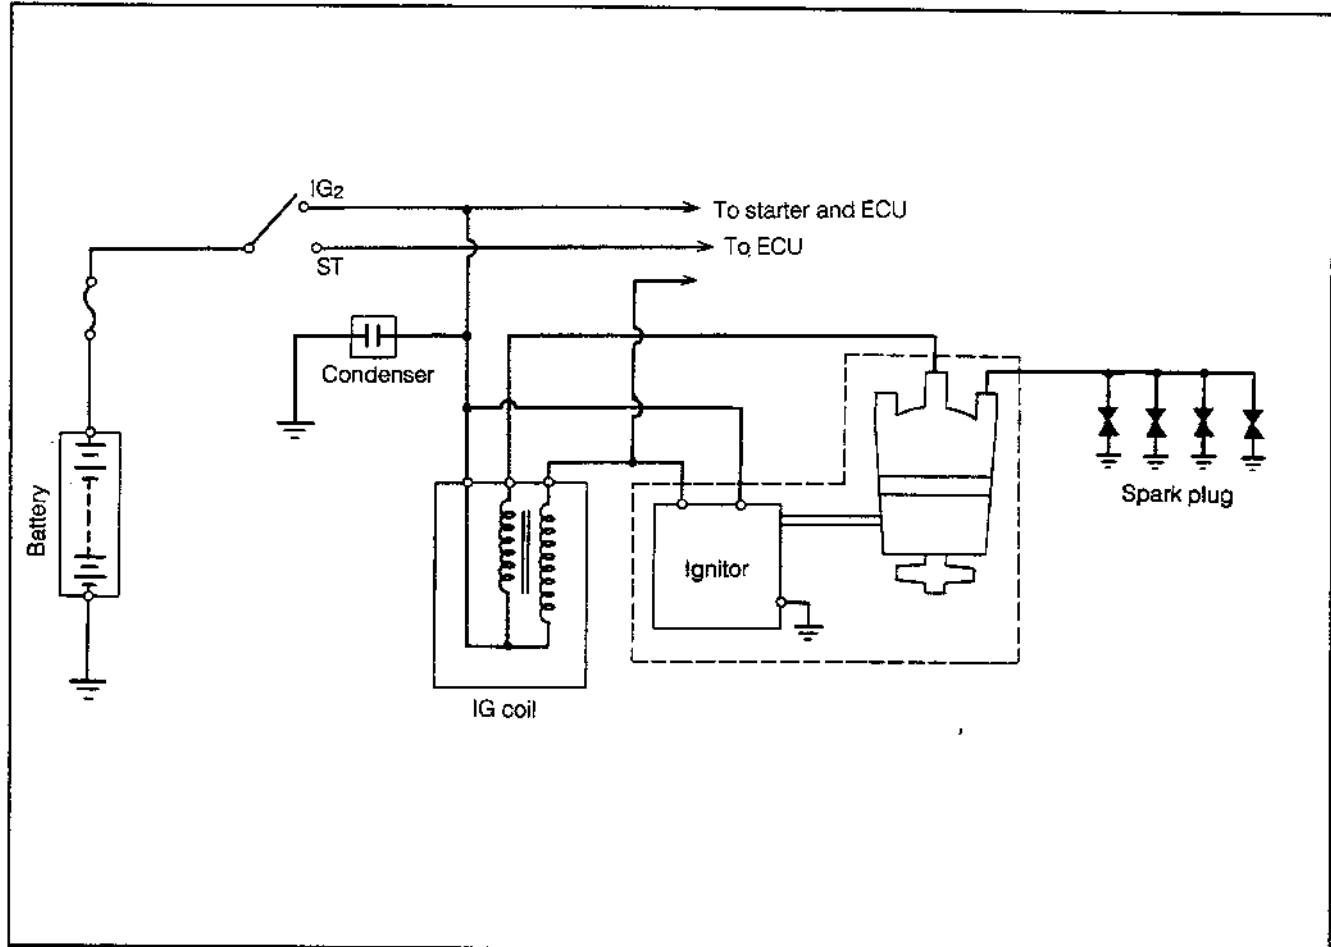 IG2
To starter and ECU
ST
To ECU
Condenser
Battery
Spark plug
Ignitor
IG coil